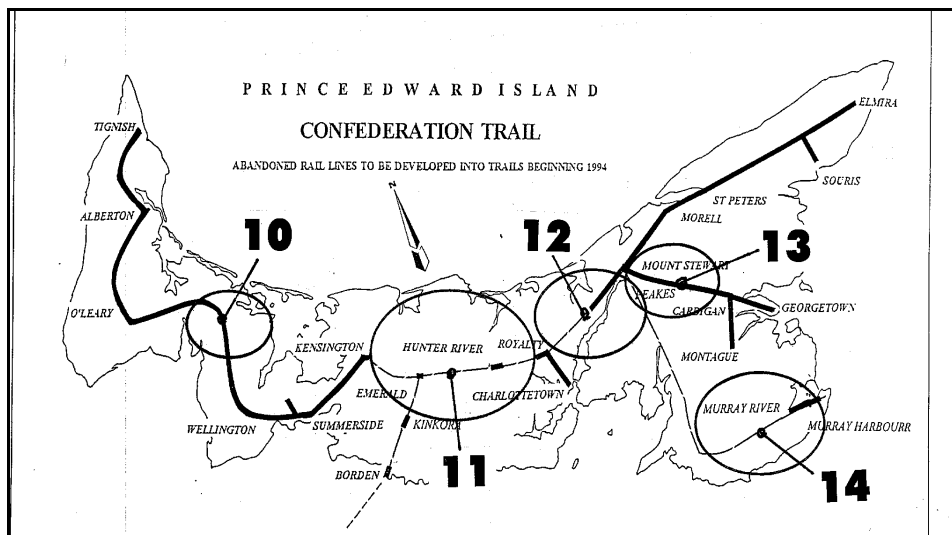 PRINCE EDWARD ISLAND
CONFEDERATION TRAIL
ABANDONED RAIL LINES TO BE DEVELOPED INTO TRAILS BEGINNING 1994
N
ELMIRA
TIGNISH
SOURIS
ST PETERS
MORELL
ALBERTON
10
12
13
MOUNT STEWART
PEAKES
CARDIGAN
GEORGETOWN
O'LEARY
KENSINGTON
HUNTER RIVER
ROYALTY
MONTAGUE
EMERALD
CHARLOTTETOWN
MURRAY RIVER
WELLINGTON
SUMMERSIDE
KINKORA
MURRAY HARBOURR
BORDEN
11
14